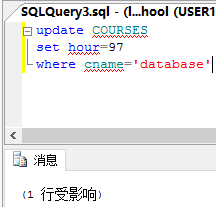 SQLQuery3.sql - (l...hool (USER1
update COURSES
set hour=97
where cname='database'
消息
(1 行受影响)